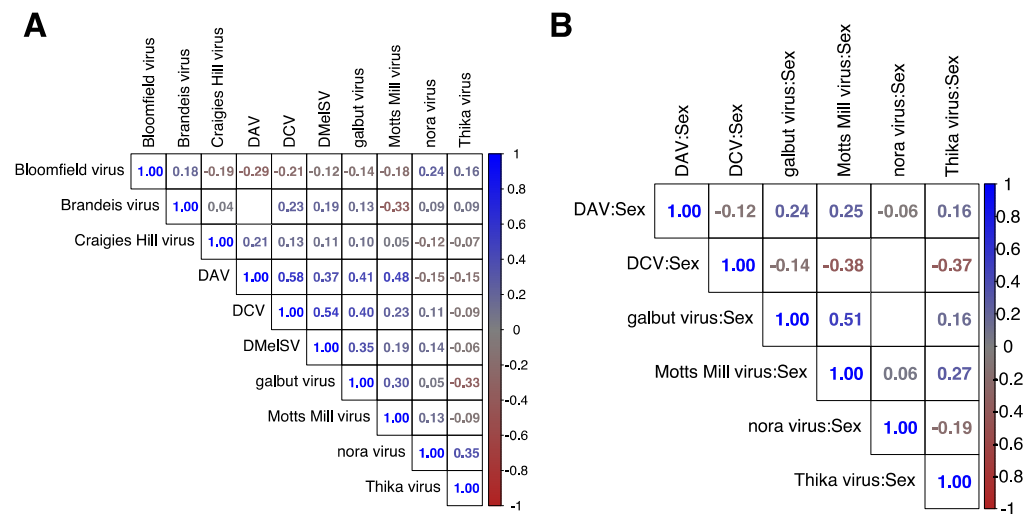 A
Bloomfield virus
Brandeis virus
Craigies Hill virus
DAV
DCV
DMelSV
galbut virus
Motts Mill virus
nora virus
Thika virus
Bloomfield virus 1.00 0.18 -0.19 -0.29 -0.21 -0.12 -0.14 -0.18 0.24 0.16
Brandeis virus 1.00 0.04 0.23 0.19 0.13 -0.33 0.09 0.09
Craigies Hill virus 1.00 0.21 0.13 0.11 0.10 0.05 -0.12 -0.07
DAV 1.00 0.58 0.37 0.41 0.48 -0.15 -0.15
DCV 1.00 0.54 0.40 0.23 0.11 -0.09
DMelSV 1.00 0.35 0.19 0.14 -0.06
galbut virus 1.00 0.30 0.05 -0.33
Motts Mill virus 1.00 0.13 -0.09
nora virus 1.00 0.35
Thika virus 1.00
1
0.8
0.6
0.4
0.2
0
-0.2
-0.4
-0.6
-0.8
-1
B
DAV:Sex
DCV:Sex
galbut virus:Sex
Motts Mill virus:Sex
nora virus:Sex
Thika virus:Sex
DAV:Sex 1.00 -0.12 0.24 0.25 -0.06 0.16
DCV:Sex 1.00 -0.14 -0.38 -0.37
galbut virus:Sex 1.00 0.51 0.16
Motts Mill virus:Sex 1.00 0.06 0.27
nora virus:Sex 1.00 -0.19
Thika virus:Sex 1.00
1
0.8
0.6
0.4
0.2
0
-0.2
-0.4
-0.6
-0.8
-1